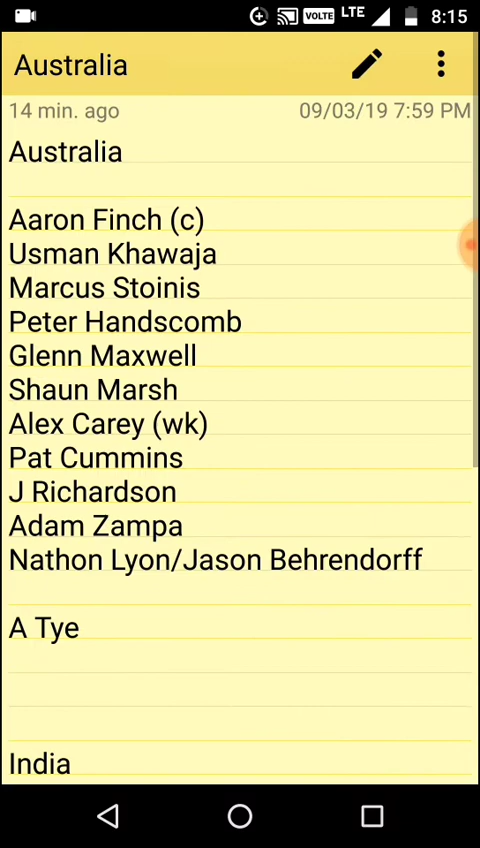 VOLTE LTE 8:15
Australia
14 min. ago 09/03/19 7:59 PM
Australia
Aaron Finch (c)
Usman Khawaja
Marcus Stoinis
Peter Handscomb
Glenn Maxwell
Shaun Marsh
Alex Carey (wk)
Pat Cummins
J Richardson
Adam Zampa
Nathon Lyon/Jason Behrendorff
A Tye
India